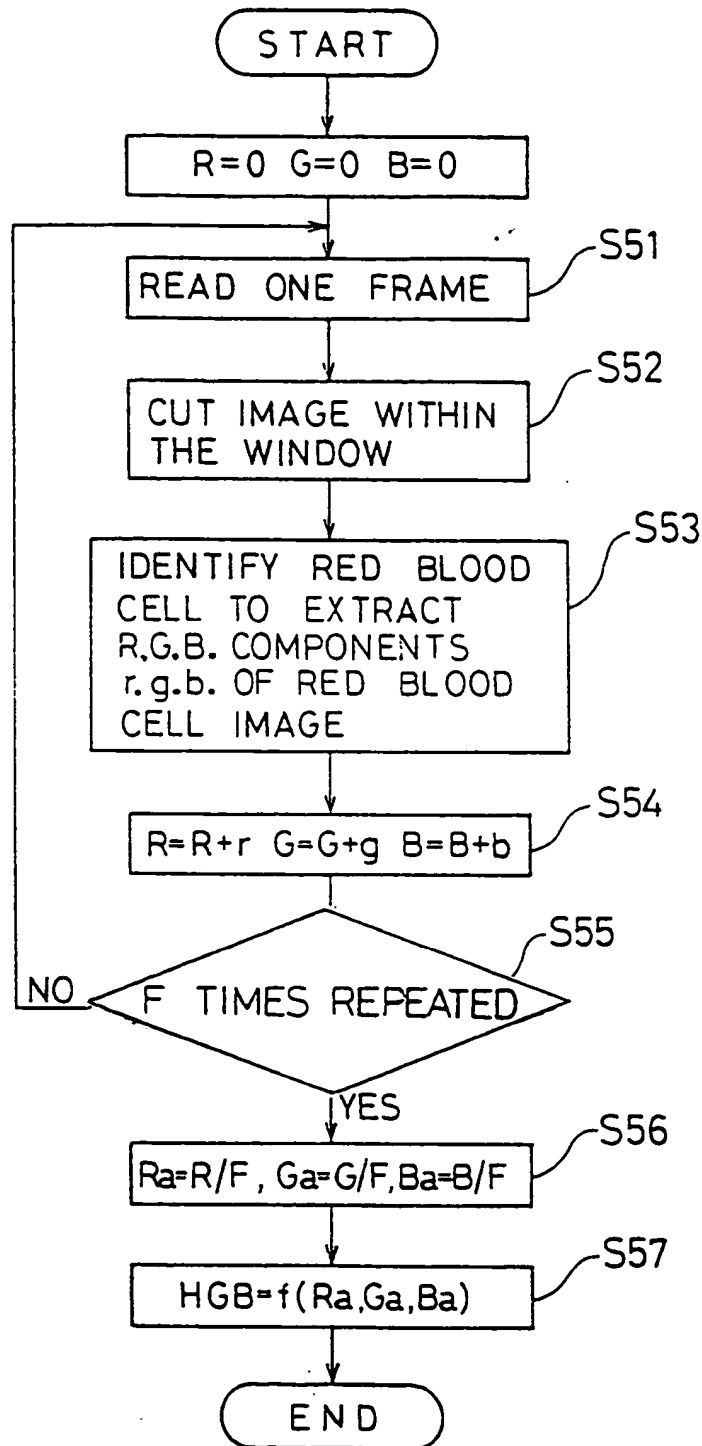 START
R=0 G=0 B=0
S51
READ ONE FRAME
S52
CUT IMAGE WITHIN
THE WINDOW
S53
IDENTIFY RED BLOOD
CELL TO EXTRACT
R.G.B. COMPONENTS
r.g.b. OF RED BLOOD
CELL IMAGE
S54
R=R+r G=G+g B=B+b
S55
NO
F TIMES REPEATED
YES
S56
Ra=R/F, Ga=G/F, Ba=B/F
S57
HGB=f(Ra,Ga,Ba)
END